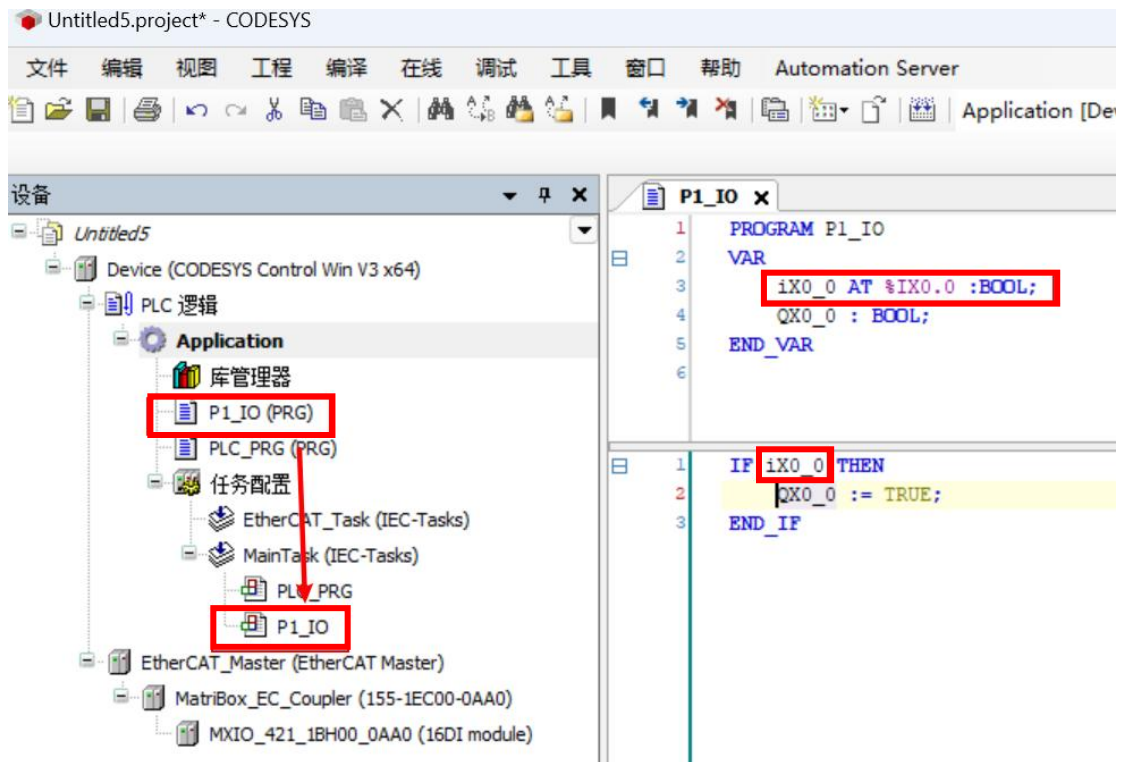 Untitled5.project* - CODESYS
文件 编辑 视图 工程 编译 在线 调试 工具 窗口 帮助 Automation Server
Application [De
设备
Untitled5
Device (CODESYS Control Win V3 x64)
PLC 逻辑
Application
库管理器
P1_IO (PRG)
PLC_PRG (PRG)
任务配置
EtherCAT_Task (IEC-Tasks)
MainTask (IEC-Tasks)
PLC_PRG
P1_IO
EtherCAT_Master (EtherCAT Master)
MatriBox_EC_Coupler (155-1EC00-0AA0)
MXIO_421_1BH00_0AA0 (16DI module)
P1_IO
1 PROGRAM P1_IO
2 VAR
3 iX0_0 AT %IX0.0 :BOOL;
4 QX0_0 : BOOL;
5 END_VAR
6
1 IF iX0_0 THEN
2 QX0_0 := TRUE;
3 END_IF